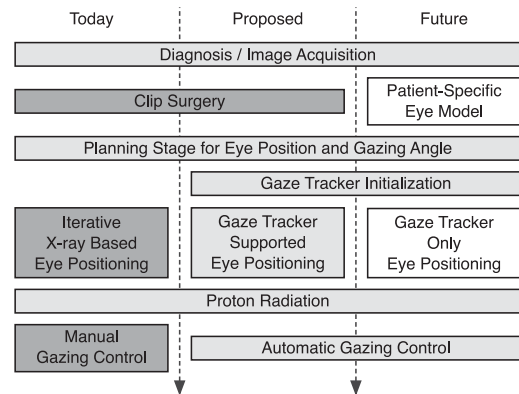 Today Proposed Future
Diagnosis / Image Acquisition
Clip Surgery
Patient-Specific
Eye Model
Planning Stage for Eye Position and Gazing Angle
Gaze Tracker Initialization
Iterative
X-ray Based
Eye Positioning
Gaze Tracker
Supported
Eye Positioning
Gaze Tracker
Only
Eye Positioning
Proton Radiation
Manual
Gazing Control
Automatic Gazing Control